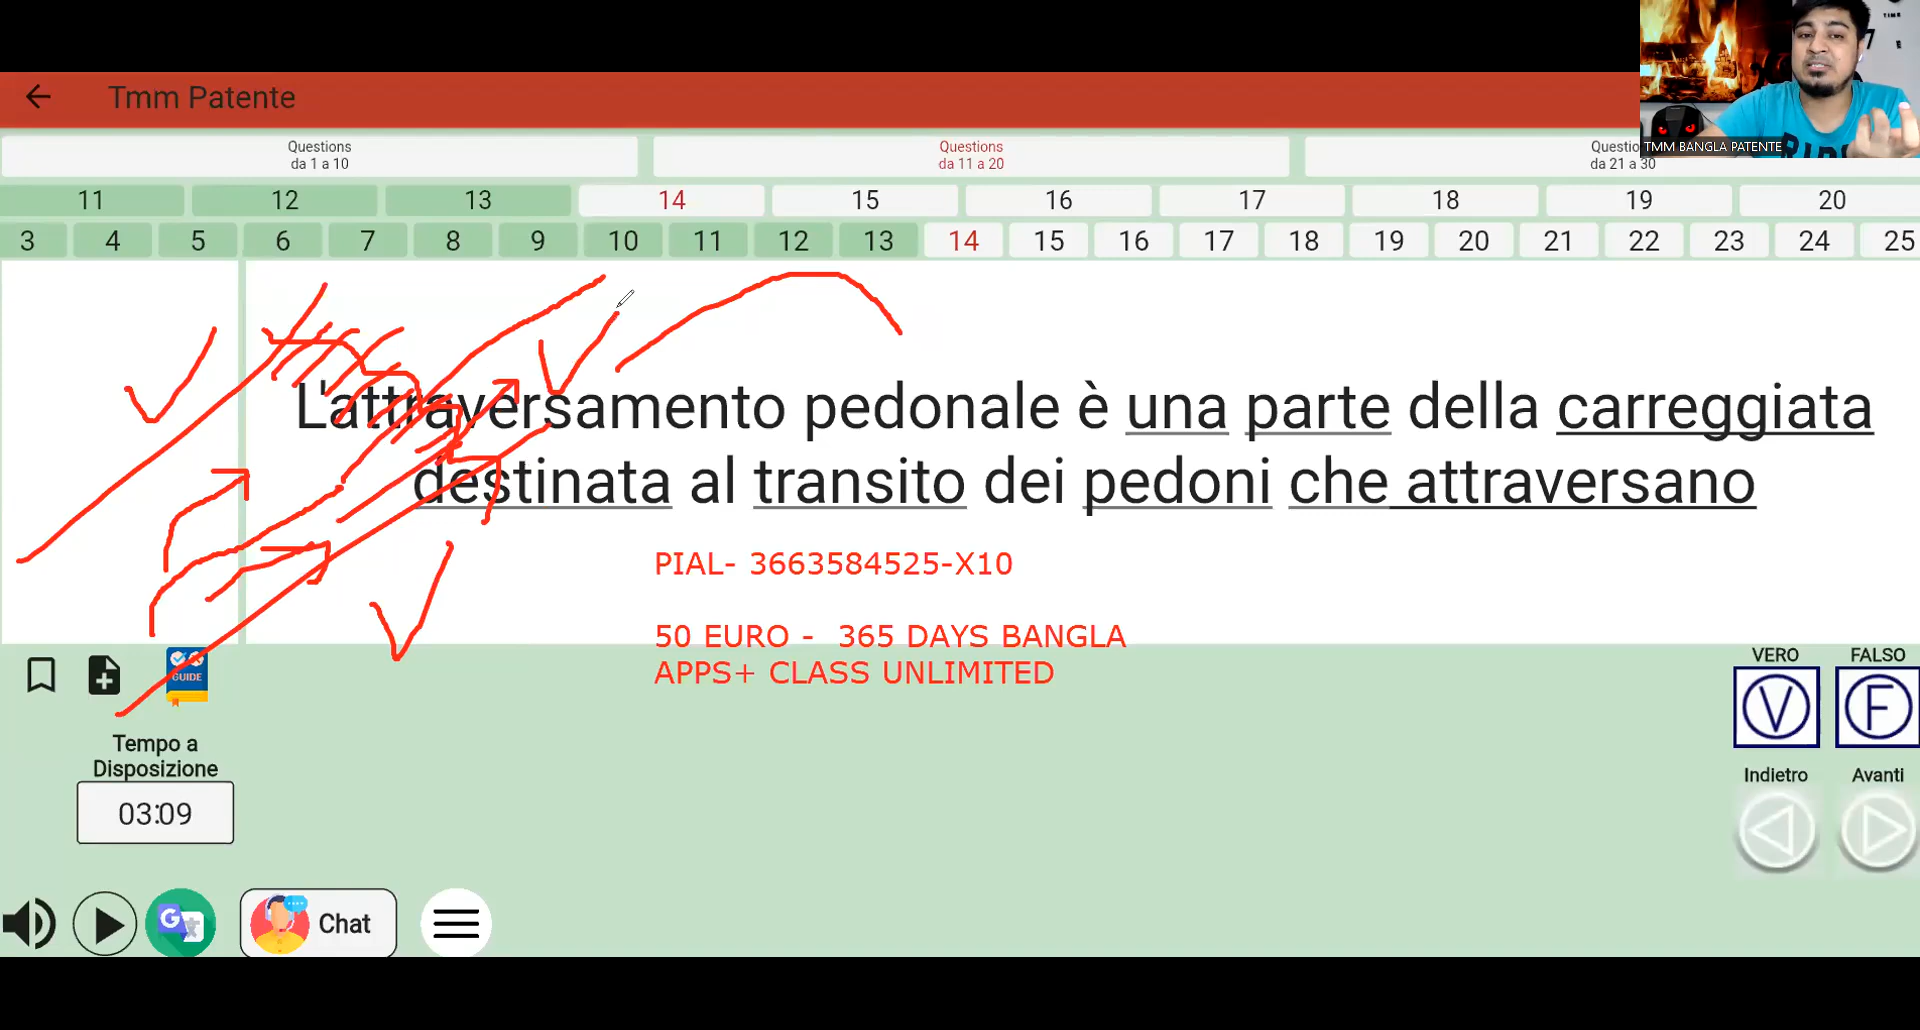 Tmm Patente
TIME
TMM BANGLA PATENTE
Questions
da 1 a 10
Questions
da 11 a 20
da 21 a 30
11 12 13 14 15 16 17 18 19 20
3 4 5 6 7 8 9 10 11 12 13 14 15 16 17 18 19 20 21 22 23 24 25
L'attraversamento pedonale è una parte della carreggiata
destinata al transito dei pedoni che attraversano
PIAL- 3663584525-X10
50 EURO - 365 DAYS BANGLA
APPS+ CLASS UNLIMITED
GUIDE
VERO FALSO
V F
Tempo a
Disposizione
03:09
Indietro Avanti
G
Chat